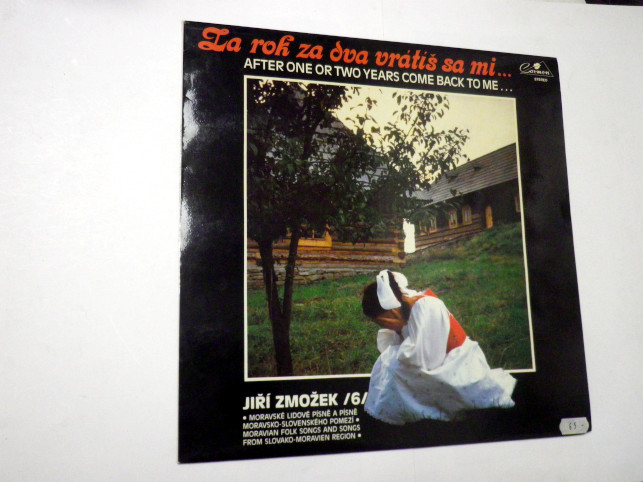 Za rok za dva vrátíš sa mi...
AFTER ONE OR TWO YEARS COME BACK TO ME...
STEREO
JIŘÍ ZMOŽEK /6/
• MORAVSKÉ LIDOVÉ PÍSNĚ A PÍSNĚ
MORAVSKO-SLOVENSKÉHO POMEZÍ •
MORAVIAN FOLK SONGS AND SONGS
FROM SLOVAKO-MORAVIEN REGION •